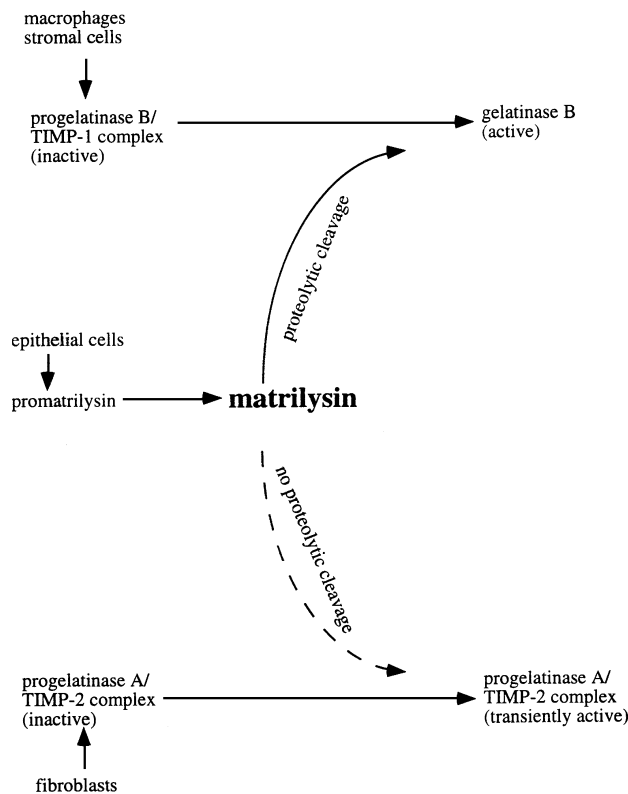 macrophages
stromal cells
progelatinase B/
TIMP-1 complex
(inactive)
gelatinase B
(active)
proteolytic cleavage
epithelial cells
promatrilysin
matrilysin
no proteolytic cleavage
progelatinase A/
TIMP-2 complex
(inactive)
progelatinase A/
TIMP-2 complex
(transiently active)
fibroblasts